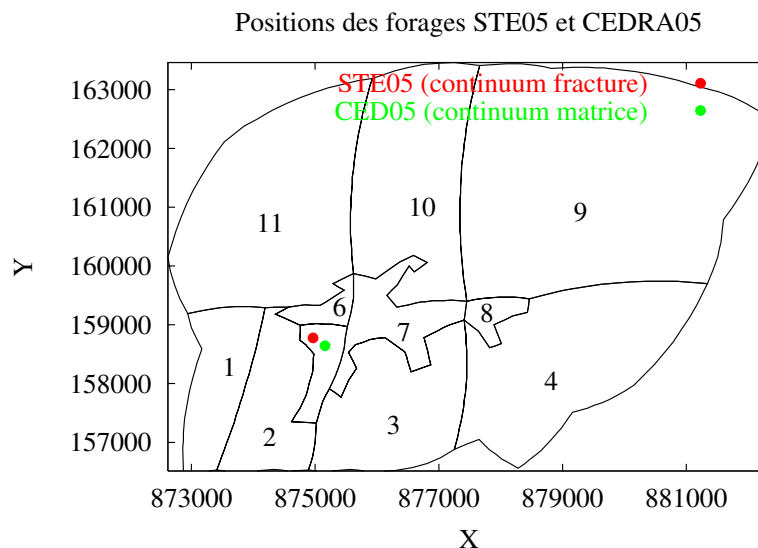 Positions des forages STE05 et CEDRA05
163000
STE05 (continuum fracture)
CED05 (continuum matrice)
162000
161000
11
10
9
160000
6
8
159000
7
1
4
158000
2
3
157000
873000 875000 877000 879000 881000
X
Y